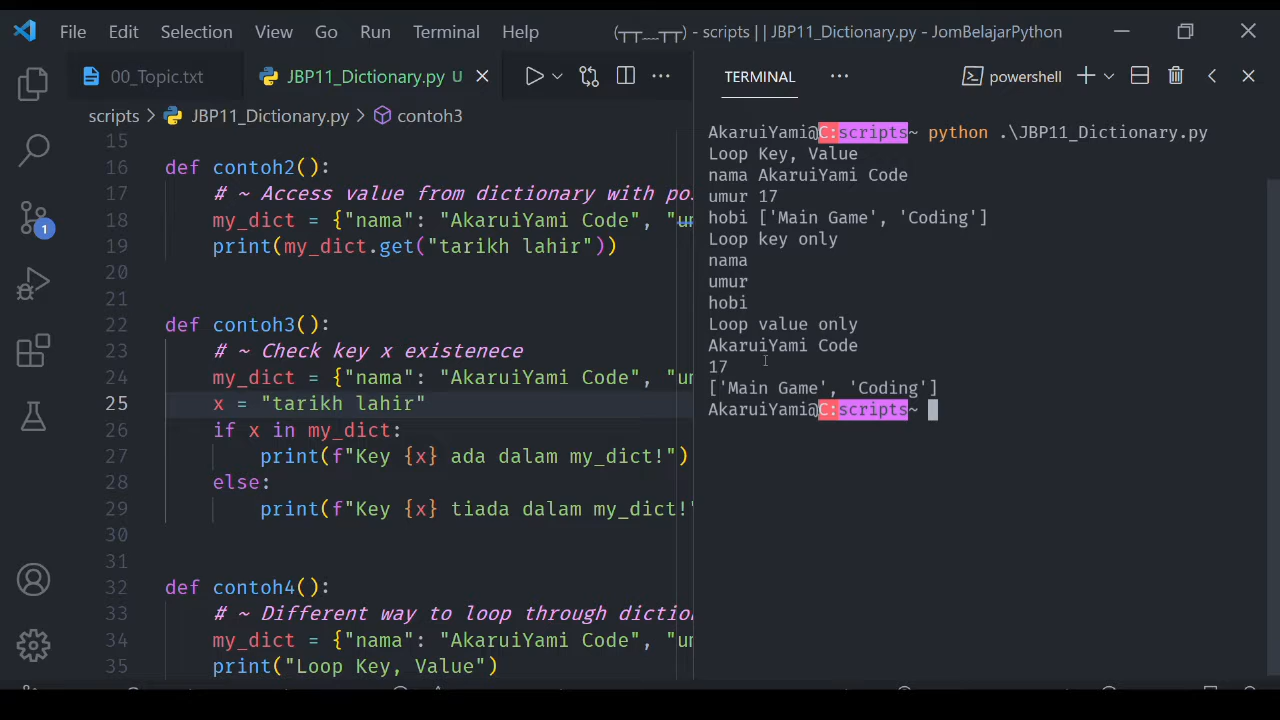 File Edit Selection View Go Run Terminal Help (┬┬﹏┬┬) - scripts || JBP11_Dictionary.py - JomBelajarPython
00_Topic.txt JBP11_Dictionary.py U
scripts > JBP11_Dictionary.py > contoh3
15
16 def contoh2():
17 # ~ Access value from dictionary with pos
18 my_dict = {"nama": "AkaruiYami Code", "um
19 print(my_dict.get("tarikh lahir"))
20
21
22 def contoh3():
23 # ~ Check key x existenece
24 my_dict = {"nama": "AkaruiYami Code", "um
25 x = "tarikh lahir"
26 if x in my_dict:
27 print(f"Key {x} ada dalam my_dict!")
28 else:
29 print(f"Key {x} tiada dalam my_dict!"
30
31
32 def contoh4():
33 # ~ Different way to loop through diction
34 my_dict = {"nama": "AkaruiYami Code", "um
35 print("Loop Key, Value")
1
TERMINAL ··· powershell
AkaruiYami@C:scripts~ python .\JBP11_Dictionary.py
Loop Key, Value
nama AkaruiYami Code
umur 17
hobi ['Main Game', 'Coding']
Loop key only
nama
umur
hobi
Loop value only
AkaruiYami Code
17
['Main Game', 'Coding']
AkaruiYami@C:scripts~